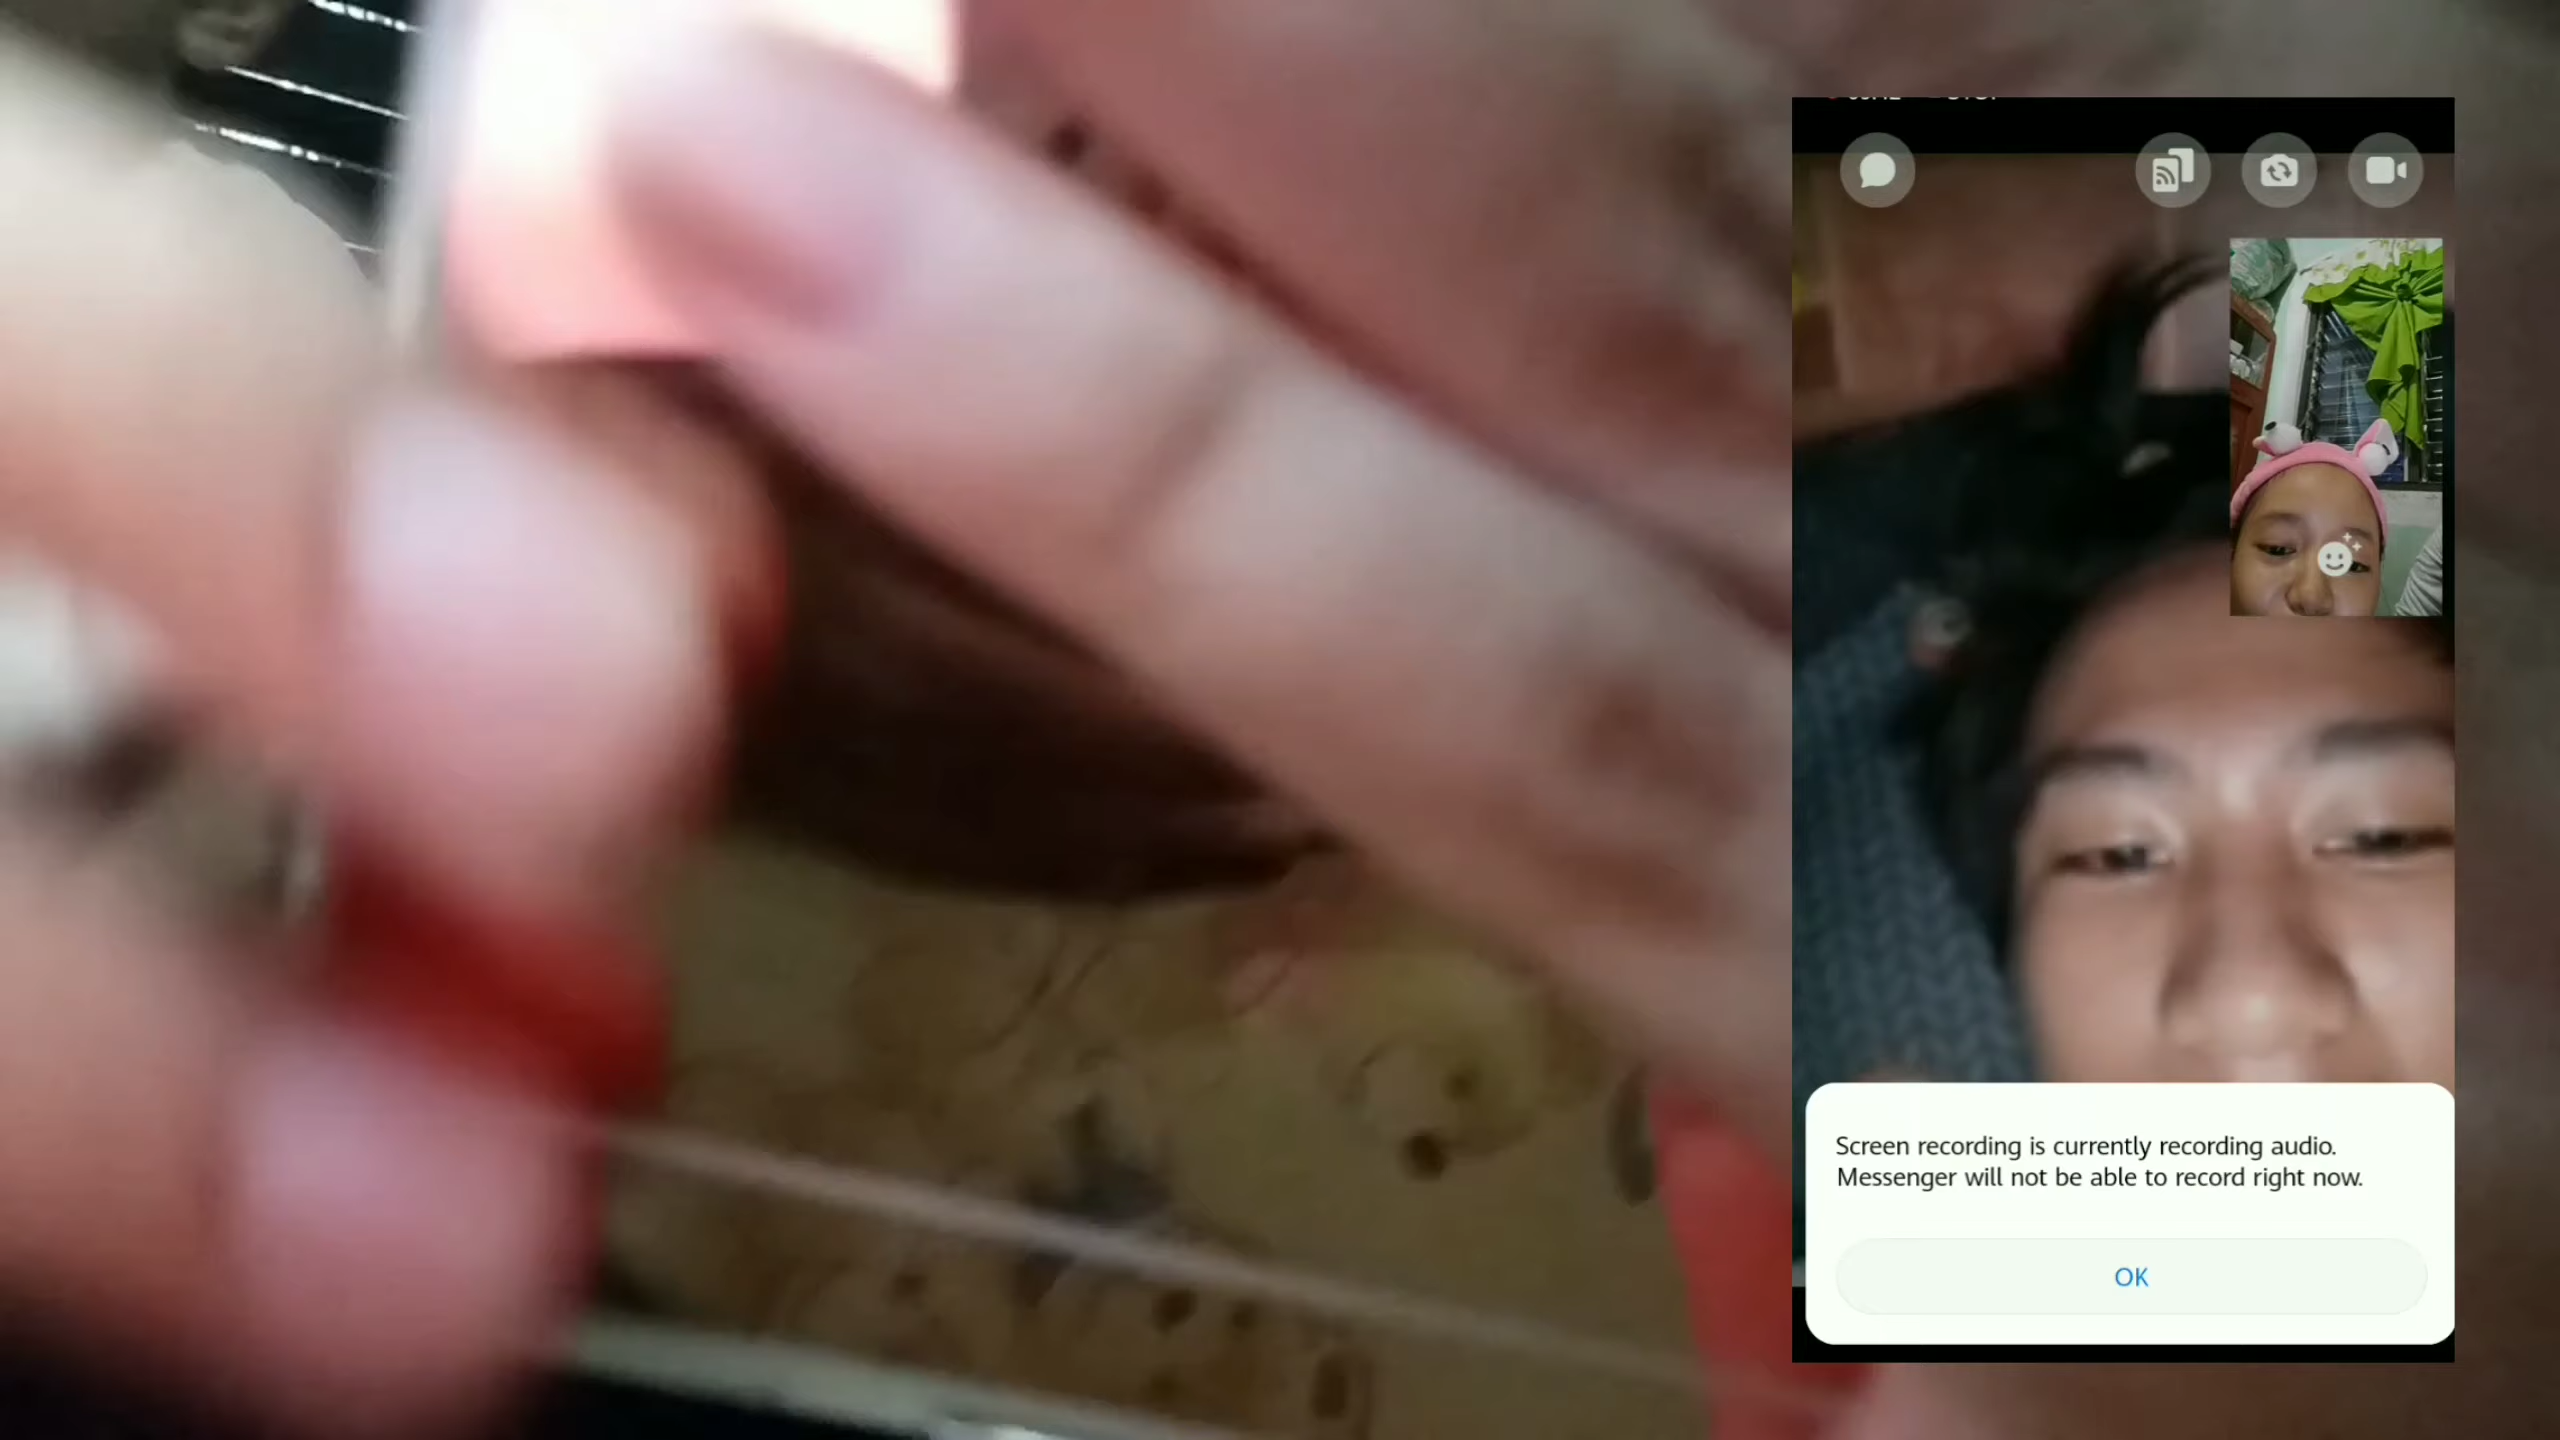 Screen recording is currently recording audio.
Messenger will not be able to record right now.
OK